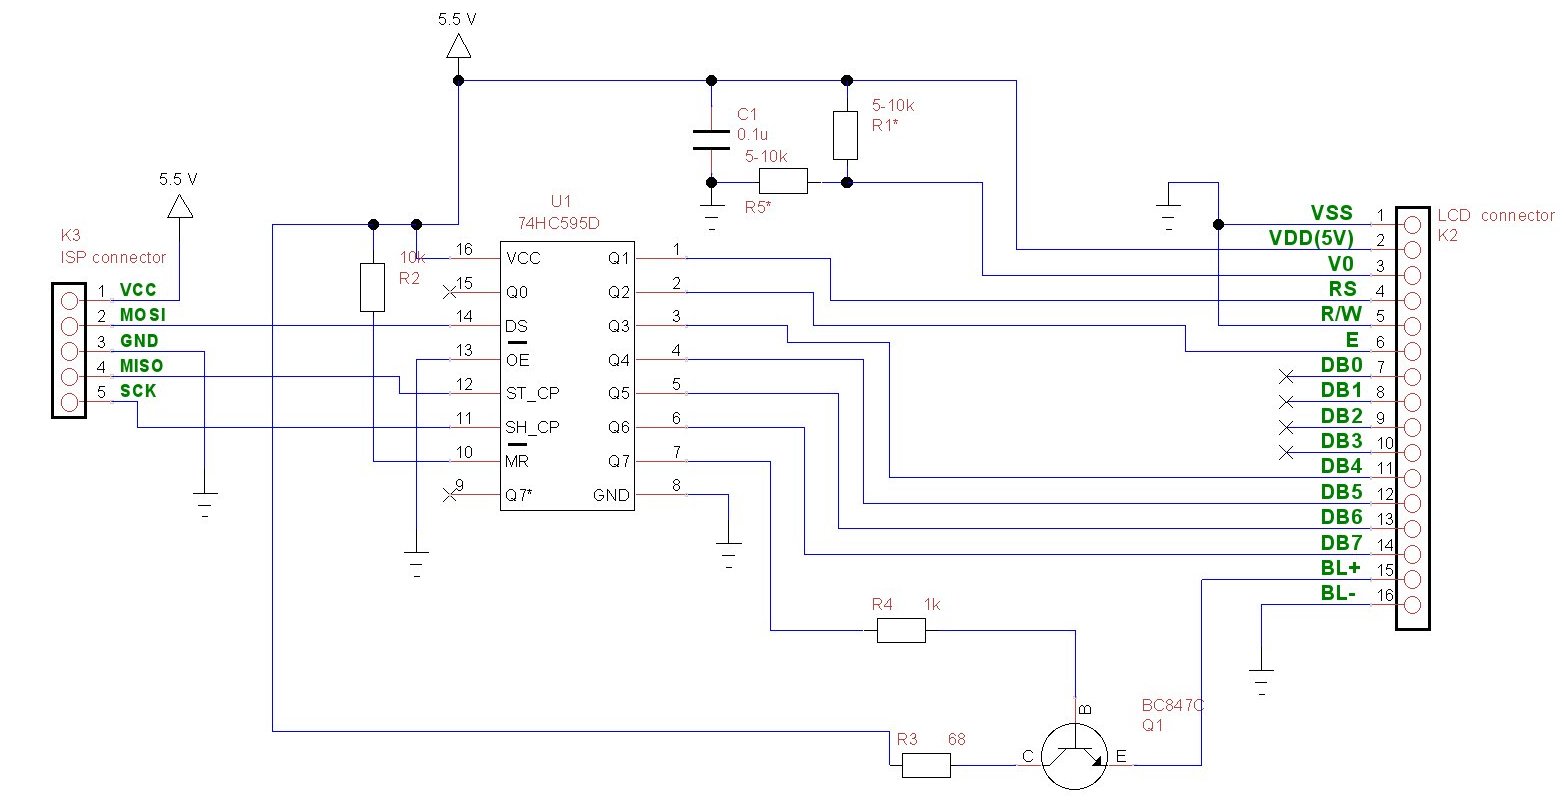 5.5 V
5-10k
R1*
C1
0.1u
5-10k
R5*
5.5 V
U1
74HC595D
K3
ISP connector
10k
R2
1 VCC
2 MOSI
3 GND
4 MISO
5 SCK
16 VCC Q1 1
15 Q0 Q2 2
14 DS Q3 3
13 OE Q4 4
12 ST_CP Q5 5
11 SH_CP Q6 6
10 MR Q7 7
9 Q7* GND 8
LCD connector
K2
VSS 1
VDD(5V) 2
V0 3
RS 4
R/W 5
E 6
DB0 7
DB1 8
DB2 9
DB3 10
DB4 11
DB5 12
DB6 13
DB7 14
BL+ 15
BL- 16
R4 1k
R3 68
C B E
BC847C
Q1